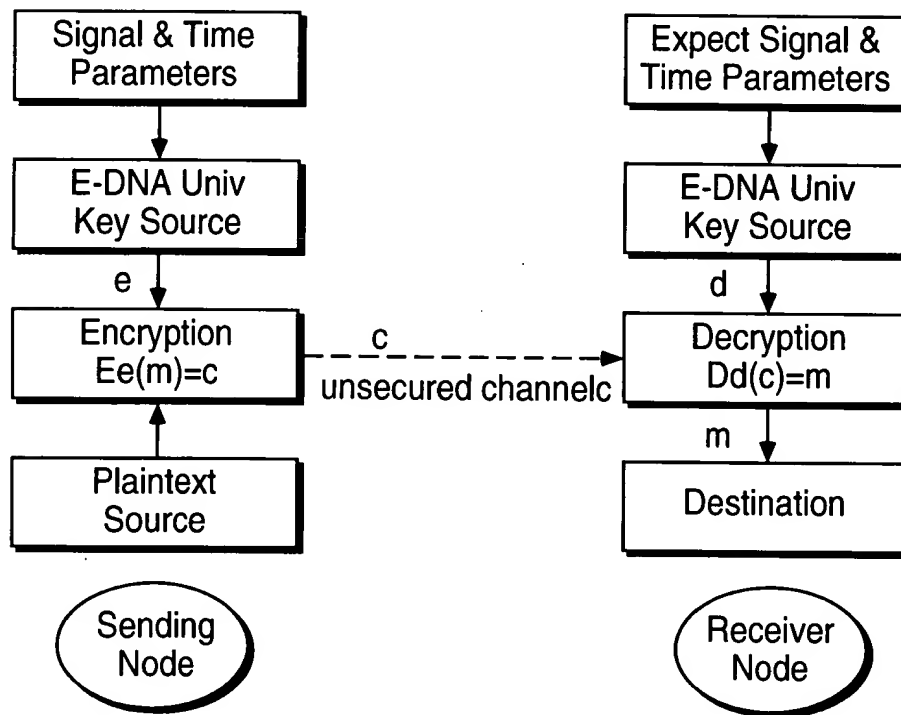 Signal & Time
Parameters
E-DNA Univ
Key Source
e
Encryption
Ee(m)=c
Plaintext
Source
Sending
Node
c
unsecured channelc
Expect Signal &
Time Parameters
E-DNA Univ
Key Source
d
Decryption
Dd(c)=m
m
Destination
Receiver
Node